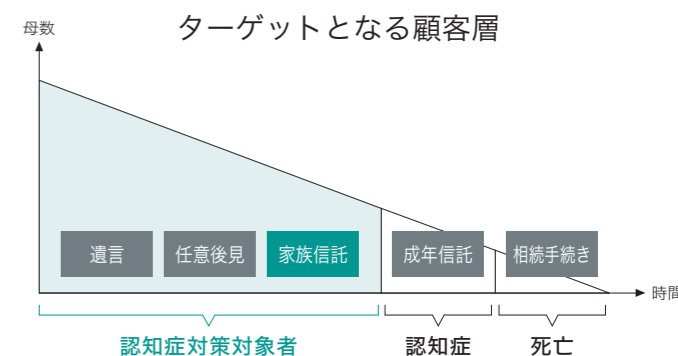 ターゲットとなる顧客層
母数
遺言
任意後見
家族信託
成年信託
相続手続き
時間
認知症対策対象者
認知症
死亡